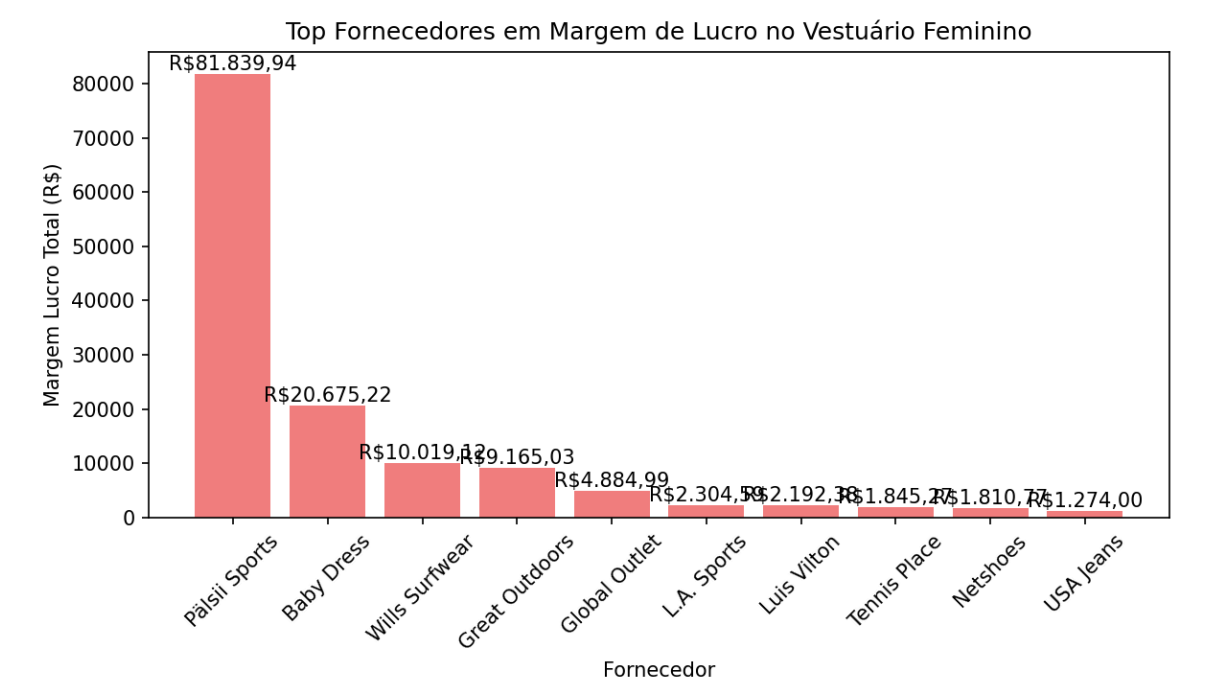 Top Fornecedores em Margem de Lucro no Vestuário Feminino
Margem Lucro Total (R$)
80000
70000
60000
50000
40000
30000
20000
10000
0
R$81.839,94
R$20.675,22
R$10.019,12
R$9.165,03
R$4.884,99
R$2.304,59
R$2.192,38
R$1.845,27
R$1.810,77
R$1.274,00
Pälsii Sports
Baby Dress
Wills Surfwear
Great Outdoors
Global Outlet
L.A. Sports
Luis Vilton
Tennis Place
Netshoes
USA Jeans
Fornecedor